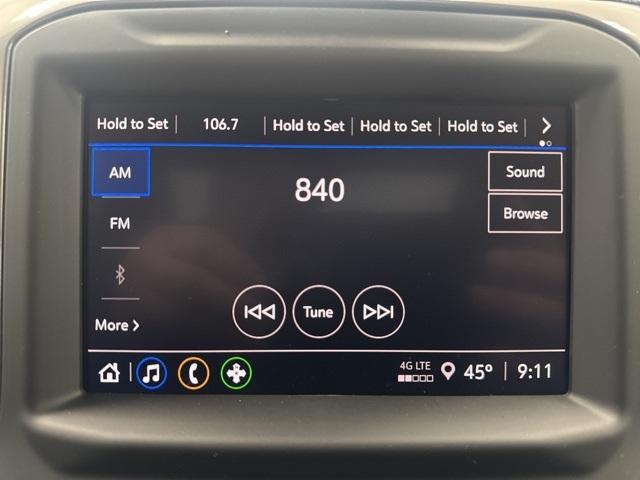 Hold to Set 106.7 Hold to Set Hold to Set Hold to Set
AM 840 Sound
FM Browse
Tune
More
4G LTE 45° 9:11